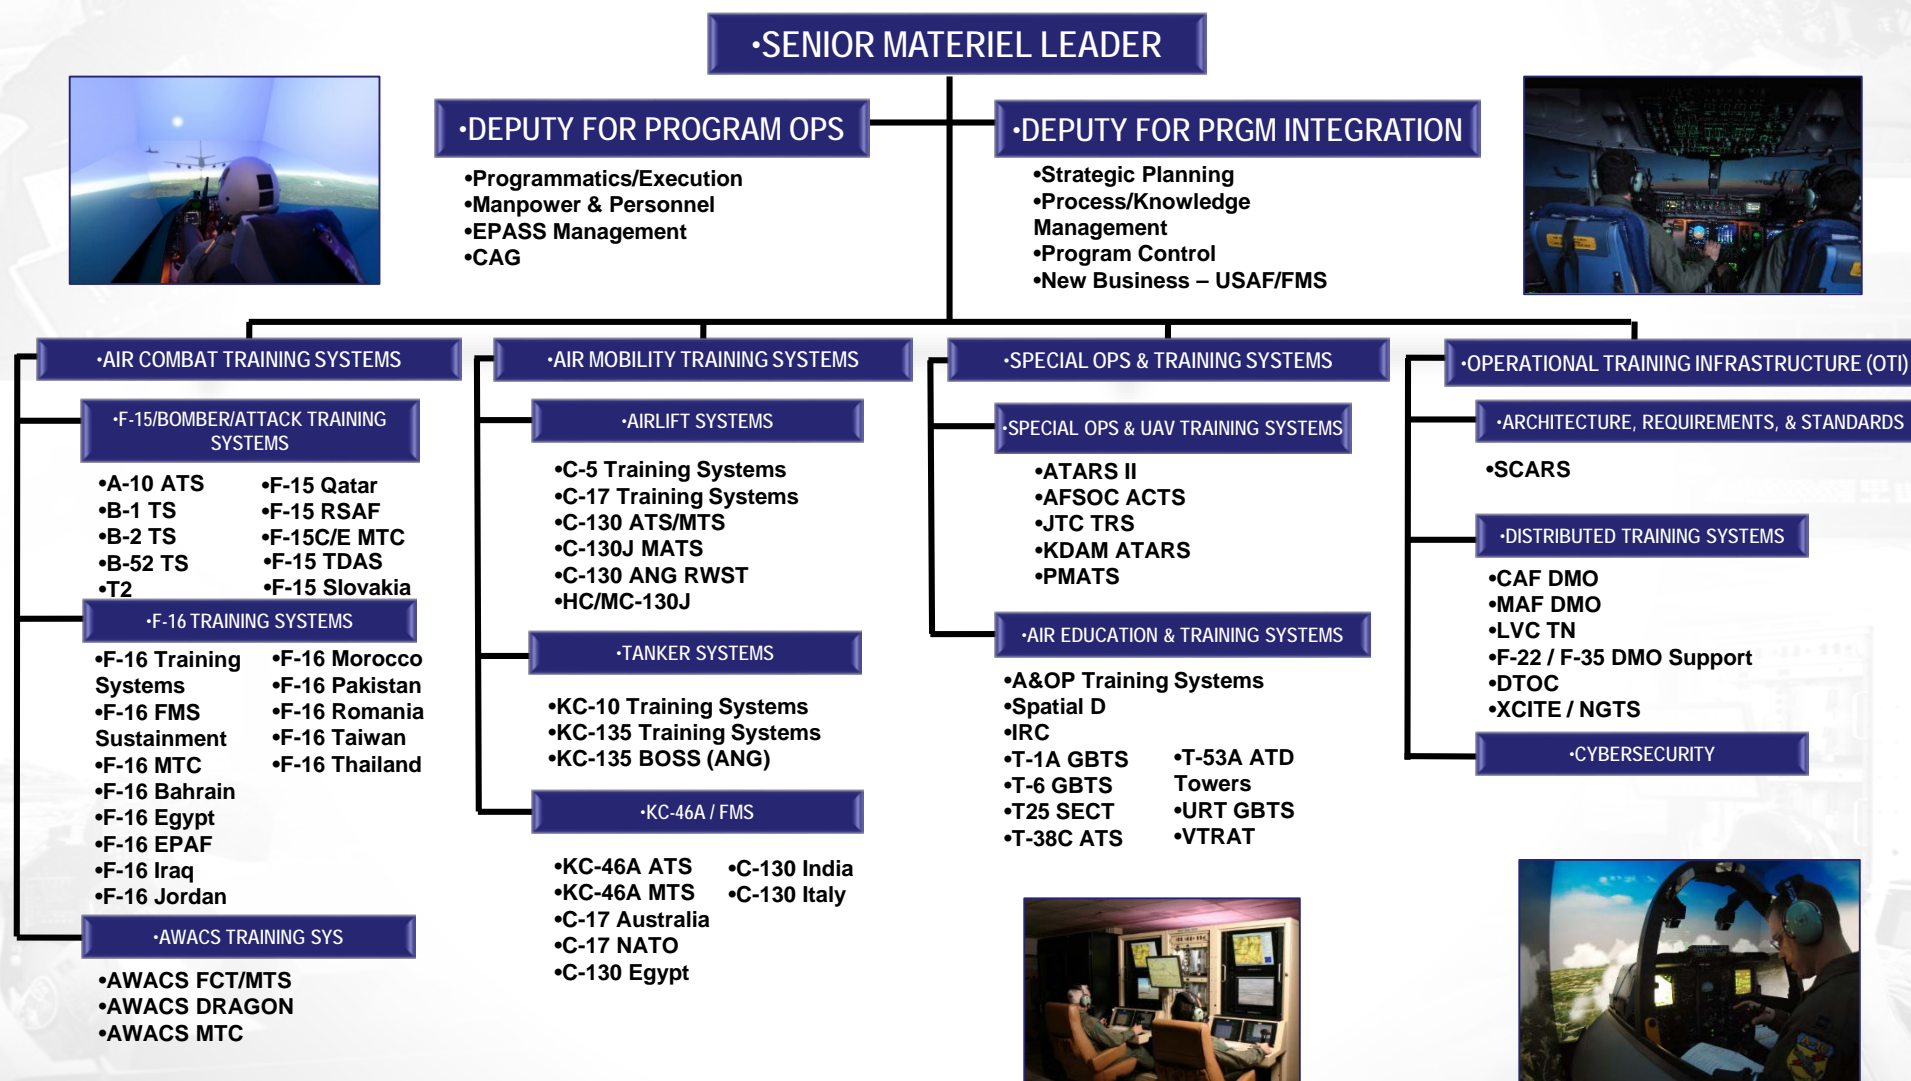 •SENIOR MATERIEL LEADER
•DEPUTY FOR PROGRAM OPS
•Programmatics/Execution
•Manpower & Personnel
•EPASS Management
•CAG
•DEPUTY FOR PRGM INTEGRATION
•Strategic Planning
•Process/Knowledge
Management
•Program Control
•New Business – USAF/FMS
•AIR COMBAT TRAINING SYSTEMS
•F-15/BOMBER/ATTACK TRAINING
SYSTEMS
•A-10 ATS
•B-1 TS
•B-2 TS
•B-52 TS
•T2
•F-15 Qatar
•F-15 RSAF
•F-15C/E MTC
•F-15 TDAS
•F-15 Slovakia
•F-16 TRAINING SYSTEMS
•F-16 Training
Systems
•F-16 FMS
Sustainment
•F-16 MTC
•F-16 Bahrain
•F-16 Egypt
•F-16 EPAF
•F-16 Iraq
•F-16 Jordan
•F-16 Morocco
•F-16 Pakistan
•F-16 Romania
•F-16 Taiwan
•F-16 Thailand
•AWACS TRAINING SYS
•AWACS FCT/MTS
•AWACS DRAGON
•AWACS MTC
•AIR MOBILITY TRAINING SYSTEMS
•AIRLIFT SYSTEMS
•C-5 Training Systems
•C-17 Training Systems
•C-130 ATS/MTS
•C-130J MATS
•C-130 ANG RWST
•HC/MC-130J
•TANKER SYSTEMS
•KC-10 Training Systems
•KC-135 Training Systems
•KC-135 BOSS (ANG)
•KC-46A / FMS
•KC-46A ATS
•KC-46A MTS
•C-17 Australia
•C-17 NATO
•C-130 Egypt
•C-130 India
•C-130 Italy
•SPECIAL OPS & TRAINING SYSTEMS
•SPECIAL OPS & UAV TRAINING SYSTEMS
•ATARS II
•AFSOC ACTS
•JTC TRS
•KDAM ATARS
•PMATS
•AIR EDUCATION & TRAINING SYSTEMS
•A&OP Training Systems
•Spatial D
•IRC
•T-1A GBTS
•T-6 GBTS
•T25 SECT
•T-38C ATS
•T-53A ATD
Towers
•URT GBTS
•VTRAT
•OPERATIONAL TRAINING INFRASTRUCTURE (OTI)
•ARCHITECTURE, REQUIREMENTS, & STANDARDS
•SCARS
•DISTRIBUTED TRAINING SYSTEMS
•CAF DMO
•MAF DMO
•LVC TN
•F-22 / F-35 DMO Support
•DTOC
•XCITE / NGTS
•CYBERSECURITY